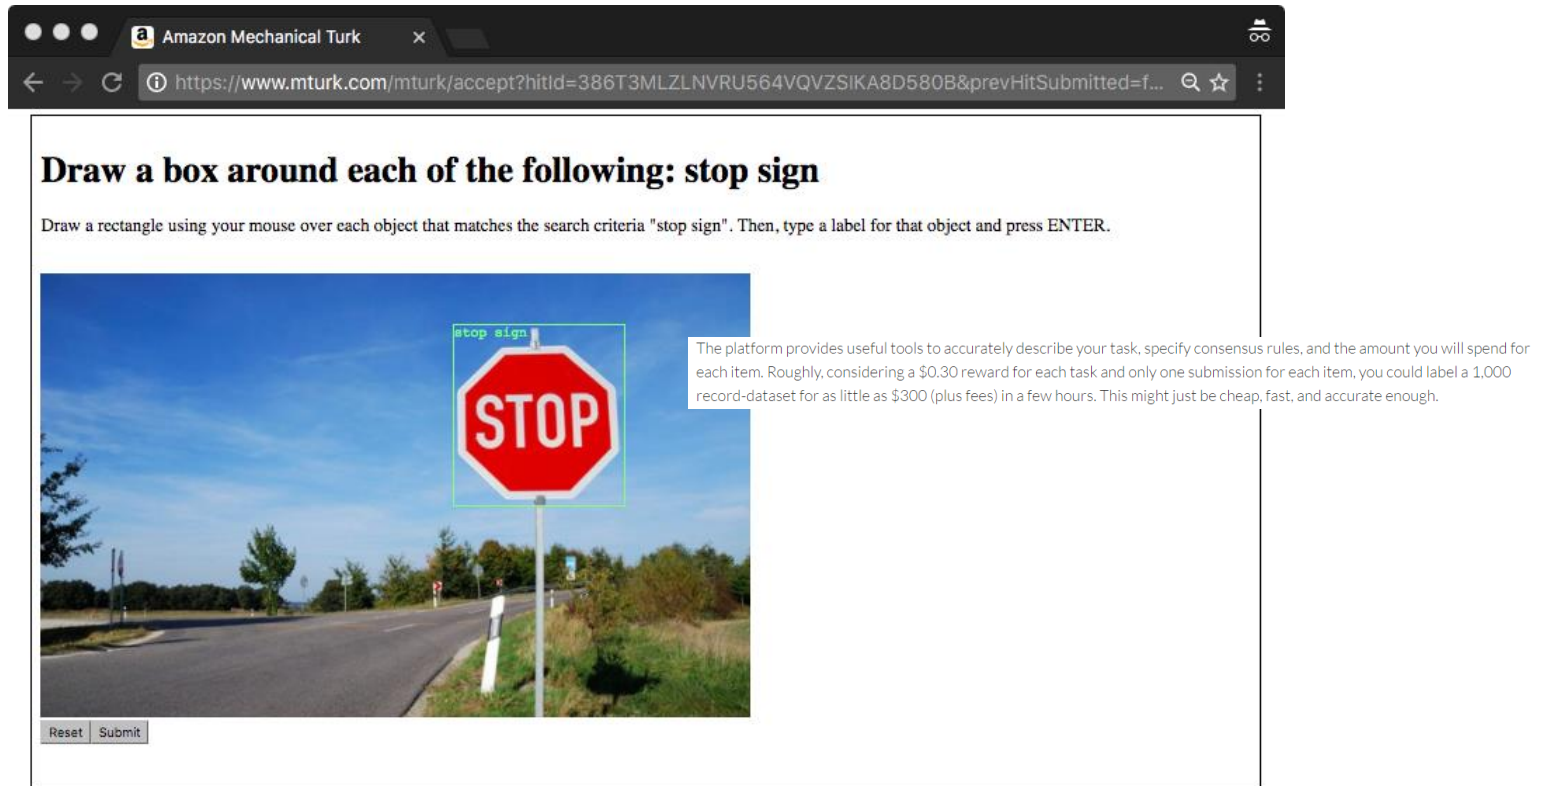 Amazon Mechanical Turk
https://www.mturk.com/mturk/accept?hitId=386T3MLZLNVRU564VQVZSIKA8D580B&prevHitSubmitted=f...
Draw a box around each of the following: stop sign
Draw a rectangle using your mouse over each object that matches the search criteria "stop sign". Then, type a label for that object and press ENTER.
stop sign
STOP
The platform provides useful tools to accurately describe your task, specify consensus rules, and the amount you will spend for
each item. Roughly, considering a $0.30 reward for each task and only one submission for each item, you could label a 1,000
record-dataset for as little as $300 (plus fees) in a few hours. This might just be cheap, fast, and accurate enough.
Reset Submit